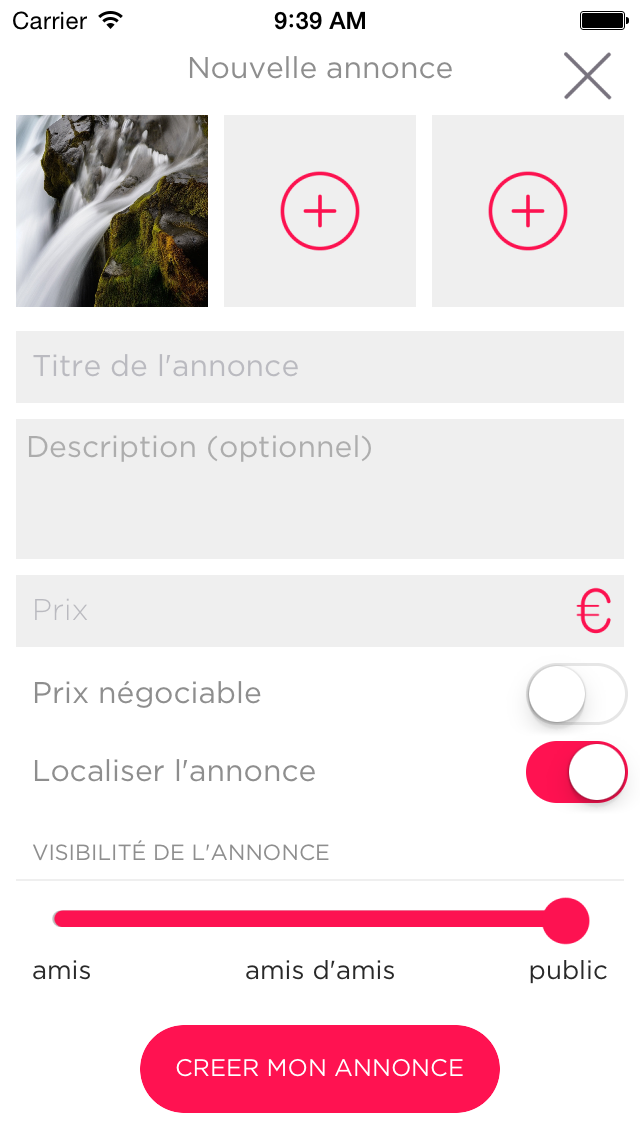 Carrier 9:39 AM
Nouvelle annonce
Titre de l'annonce
Description (optionnel)
Prix €
Prix négociable
Localiser l'annonce
VISIBILITÉ DE L'ANNONCE
amis amis d'amis public
CREER MON ANNONCE